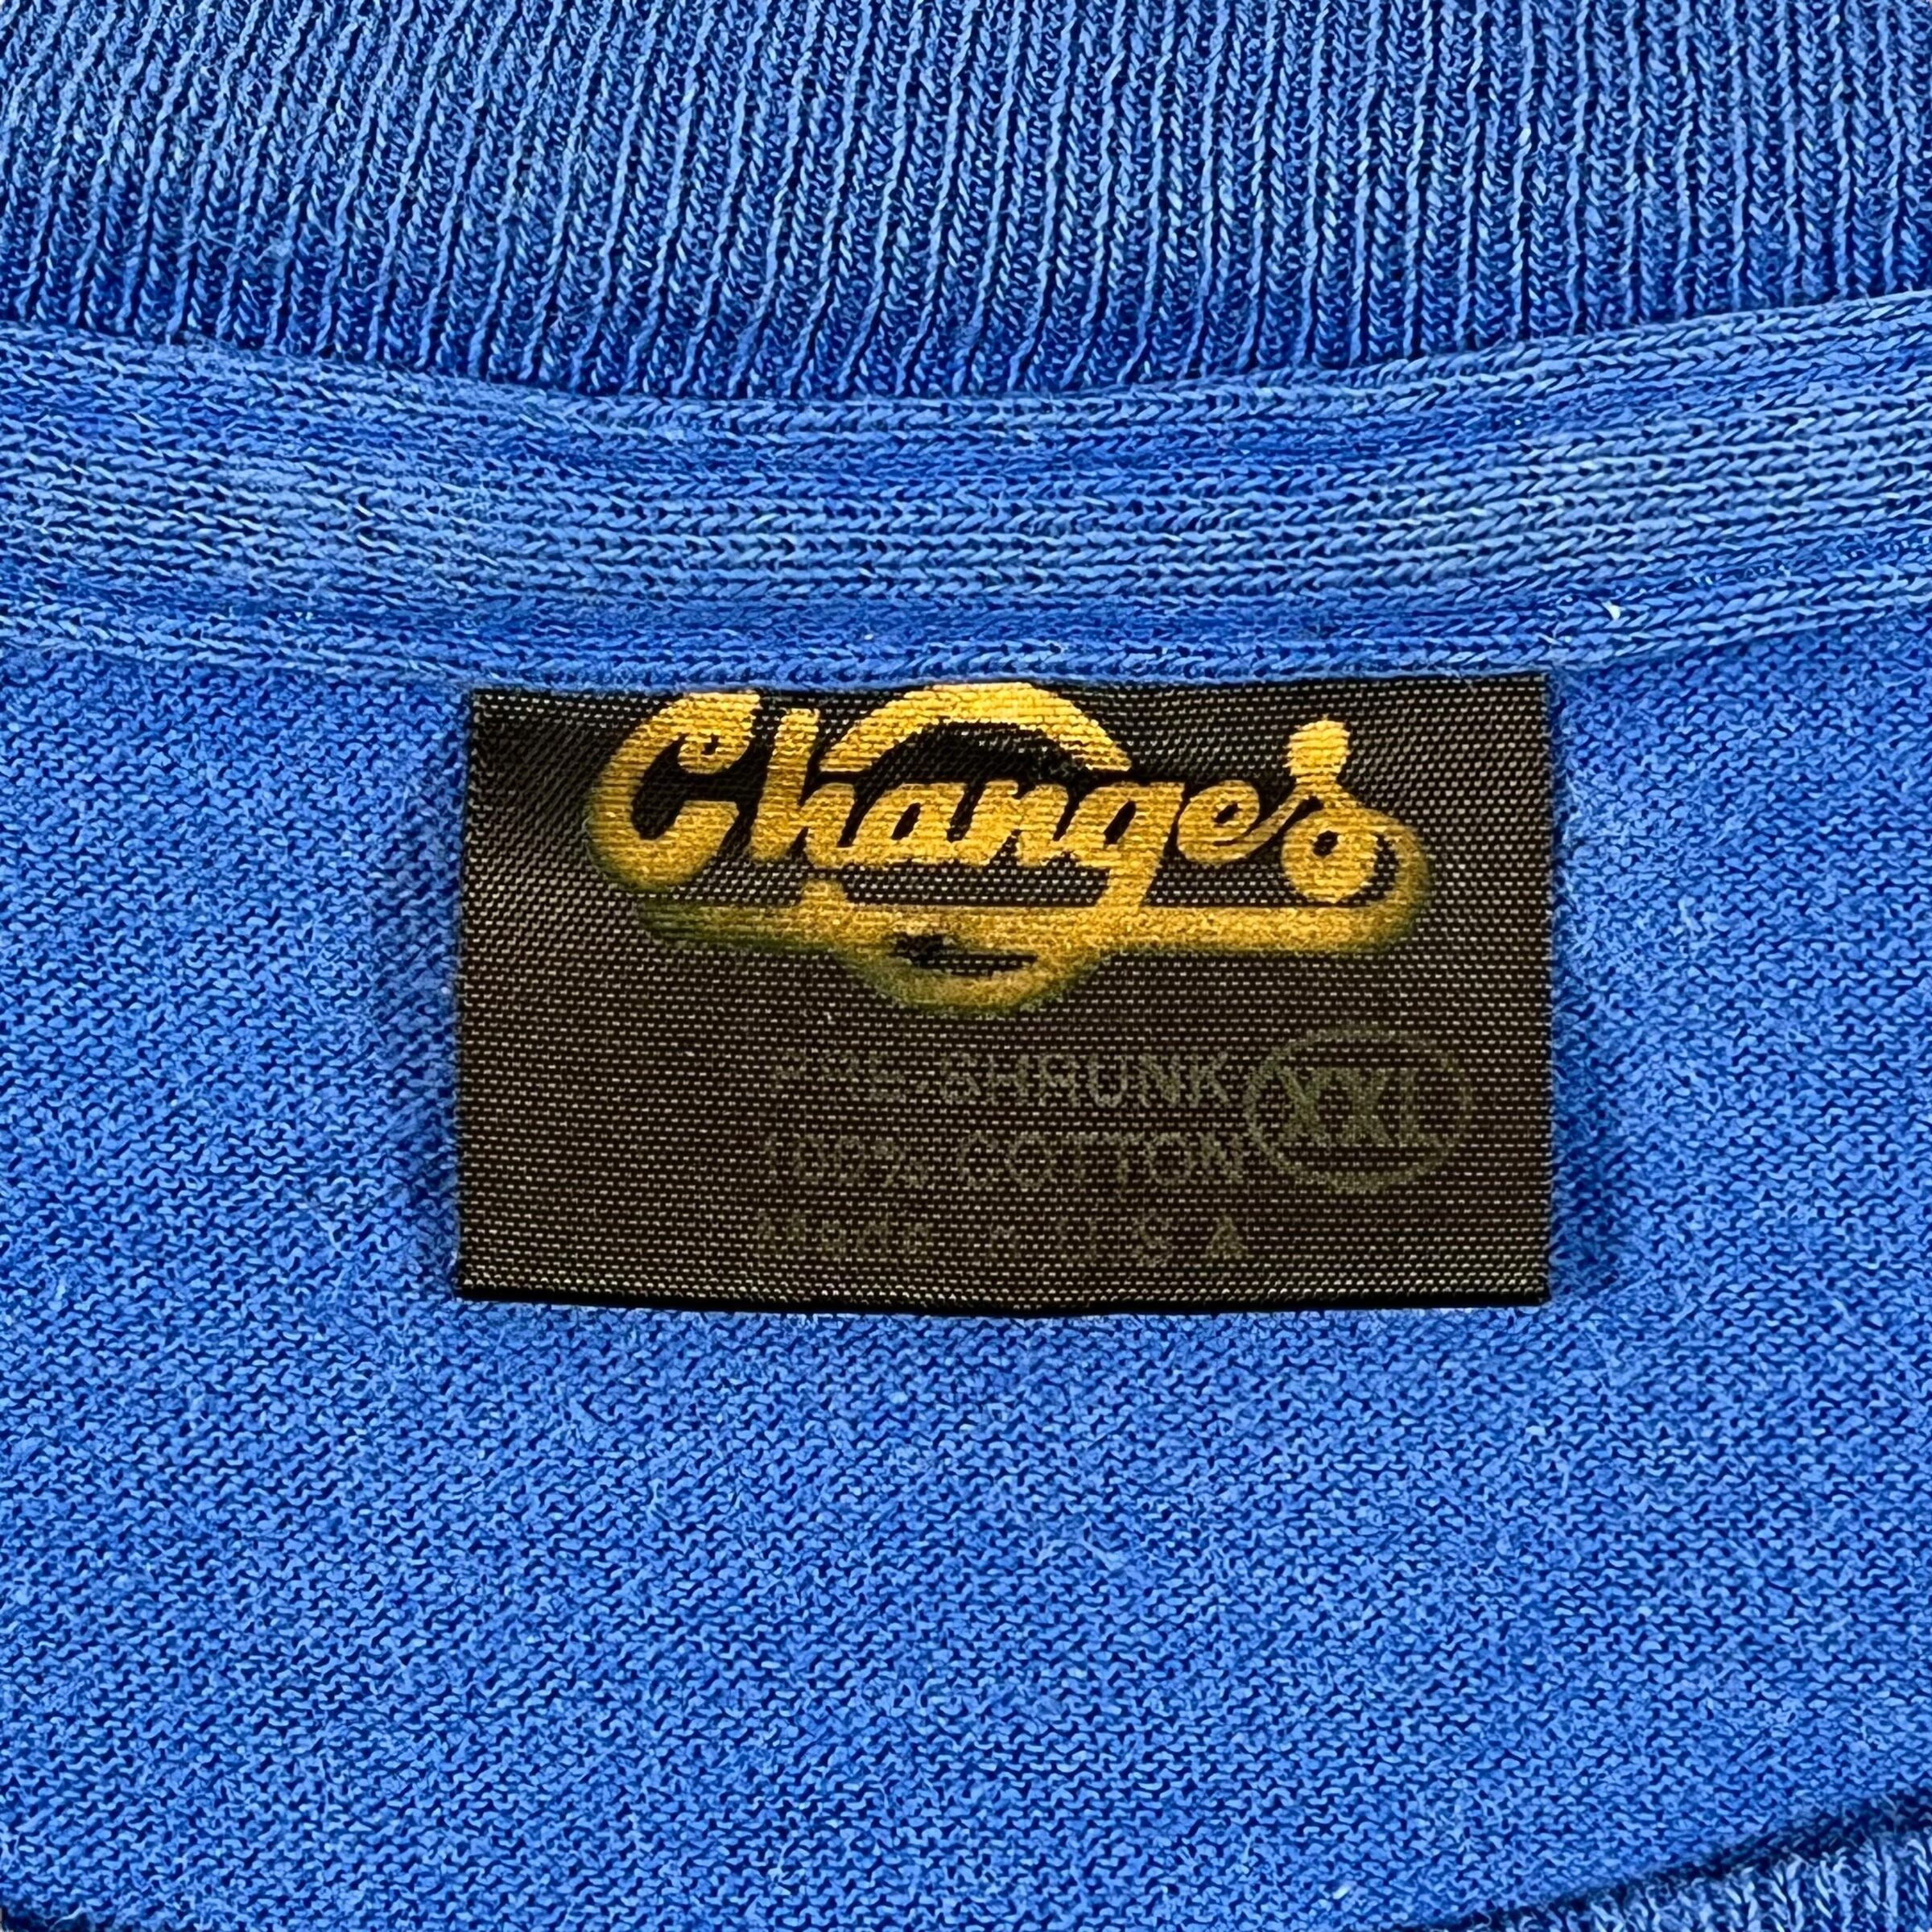 Changes
PRE-SHRUNK
100% COTTON
XXL
Made in U.S.A